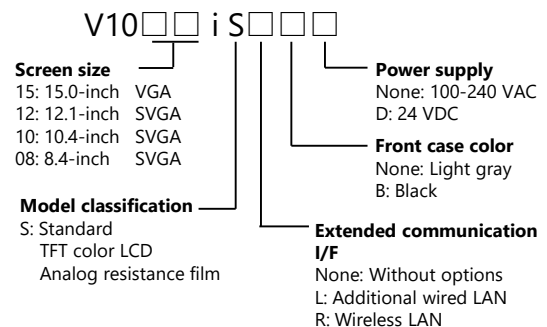 V10□□ i S□□□
Screen size
15: 15.0-inch VGA
12: 12.1-inch SVGA
10: 10.4-inch SVGA
08: 8.4-inch SVGA
Model classification
S: Standard
TFT color LCD
Analog resistance film
Power supply
None: 100-240 VAC
D: 24 VDC
Front case color
None: Light gray
B: Black
Extended communication
I/F
None: Without options
L: Additional wired LAN
R: Wireless LAN